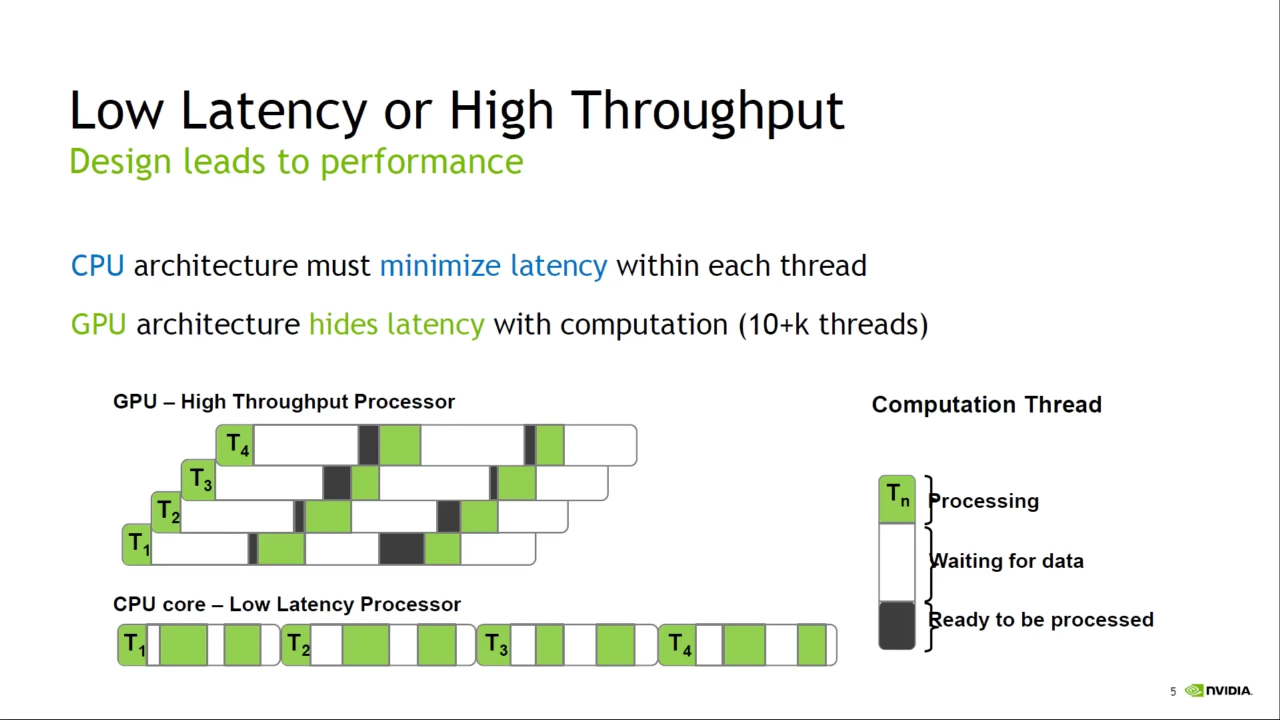 Low Latency or High Throughput
Design leads to performance
CPU architecture must minimize latency within each thread
GPU architecture hides latency with computation (10+k threads)
GPU – High Throughput Processor
T4
T3
T2
T1
CPU core – Low Latency Processor
T1 T2 T3 T4
Computation Thread
Tn
Processing
Waiting for data
Ready to be processed
5 NVIDIA.